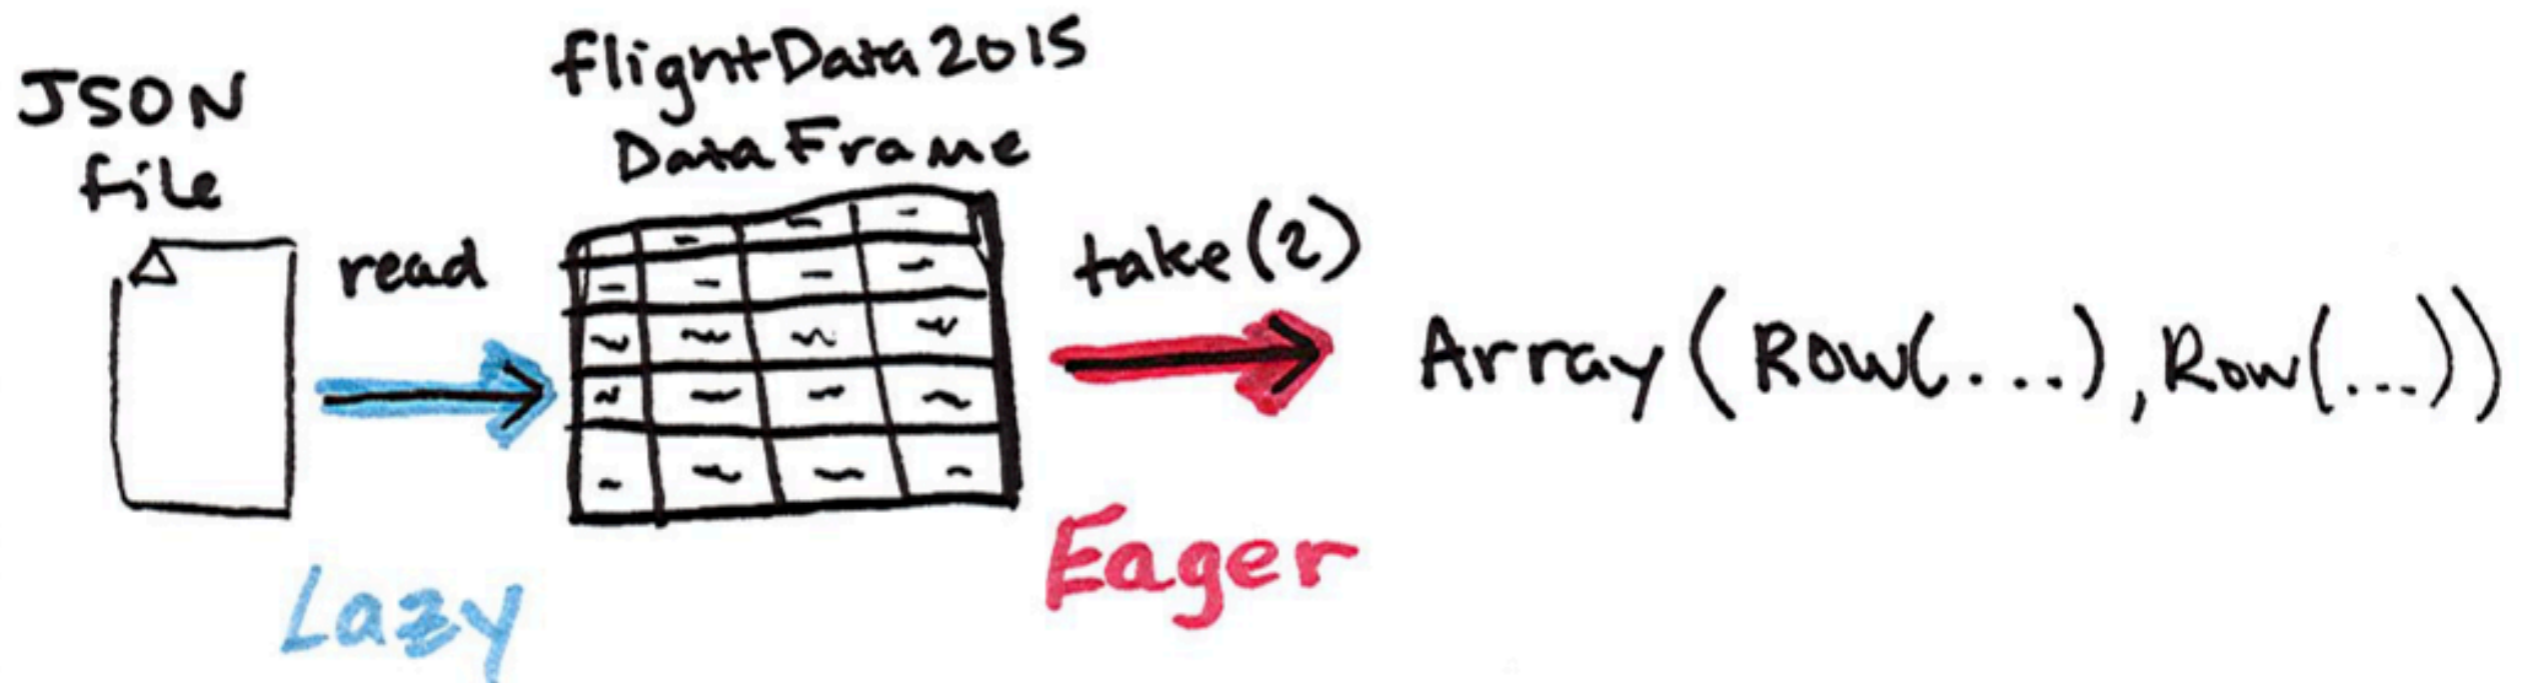 JSON
file
read
flightData2015
DataFrame
take(2)
Array(Row(...), Row(...))
Lazy
Eager